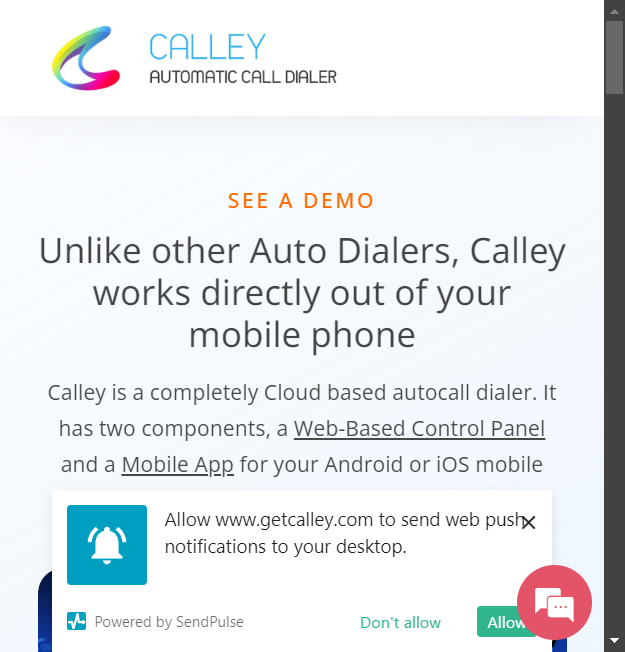 CALLEY
AUTOMATIC CALL DIALER
SEE A DEMO
Unlike other Auto Dialers, Calley
works directly out of your
mobile phone
Calley is a completely Cloud based autocall dialer. It
has two components, a Web-Based Control Panel
and a Mobile App for your Android or iOS mobile
Allow www.getcalley.com to send web push
notifications to your desktop.
Powered by SendPulse
Don't allow
Allow